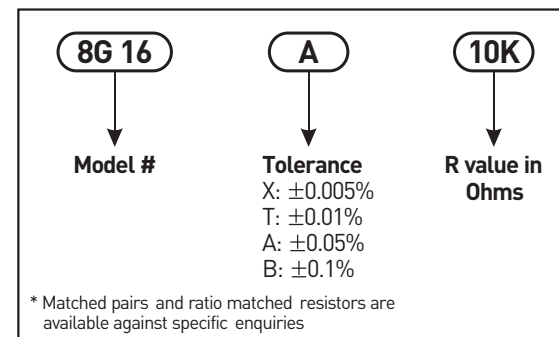 8G 16 A 10K
Model # Tolerance R value in
X: ±0.005% Ohms
T: ±0.01%
A: ±0.05%
B: ±0.1%
* Matched pairs and ratio matched resistors are
available against specific enquiries